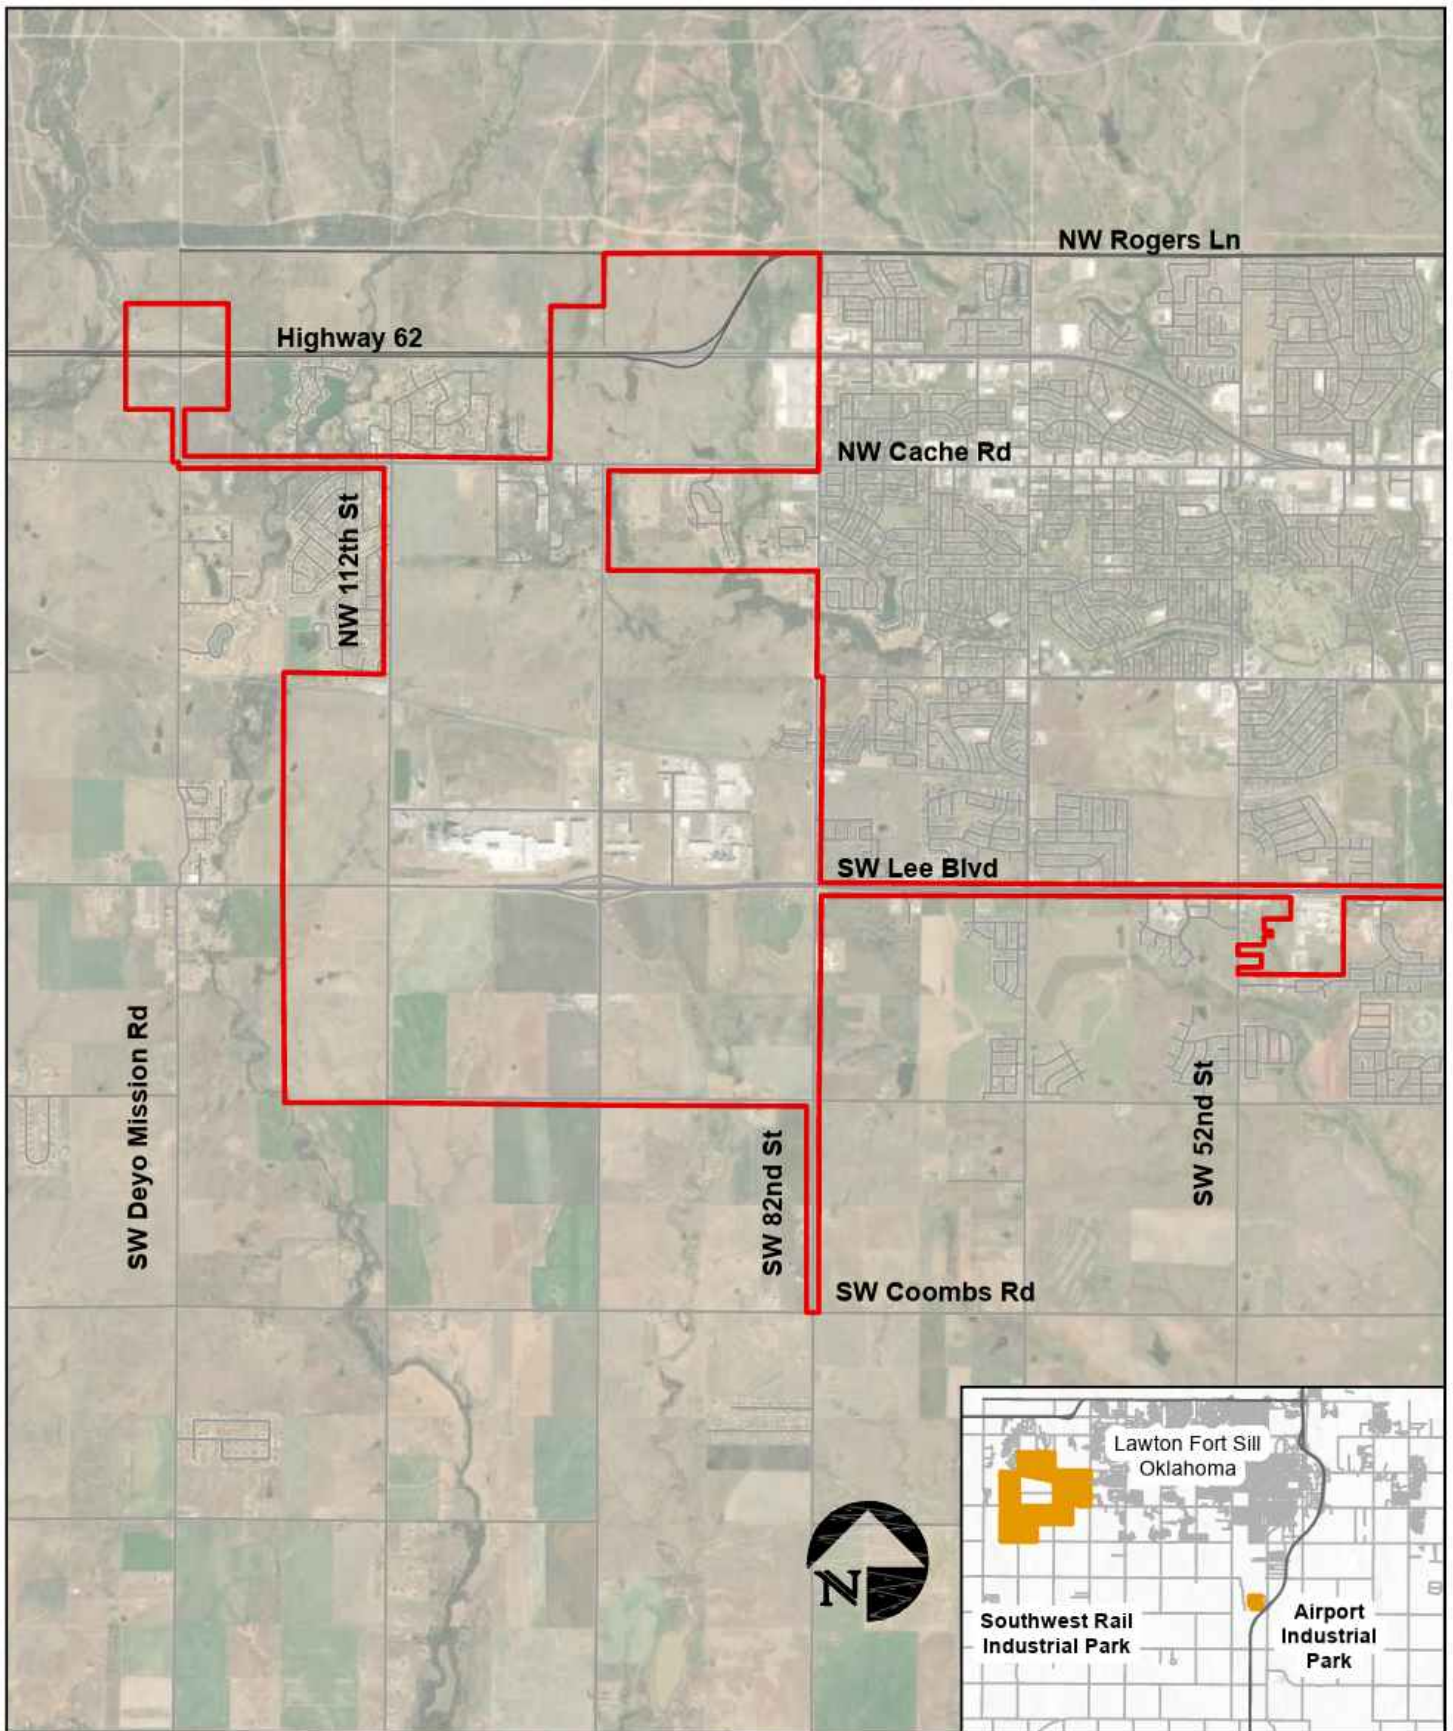 NW Rogers Ln
Highway 62
NW Cache Rd
NW 112th St
SW Lee Blvd
SW Deyo Mission Rd
SW 52nd St
SW 82nd St
SW Coombs Rd
Lawton Fort Sill
Oklahoma
N
Southwest Rail
Industrial Park
Airport
Industrial
Park